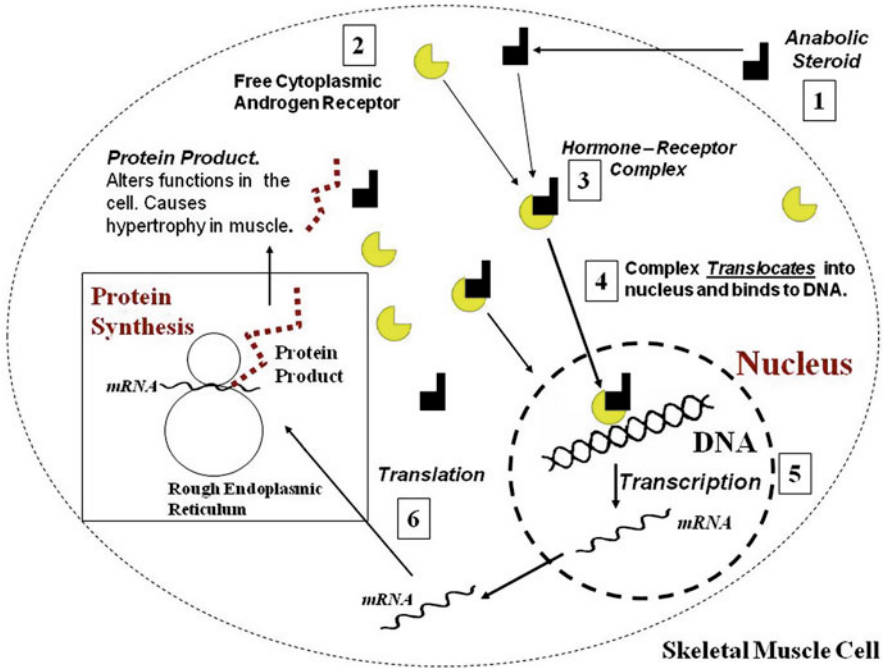 2
Free Cytoplasmic
Androgen Receptor
Anabolic
Steroid
1
Hormone–Receptor
Complex
3
Protein Product.
Alters functions in the
cell. Causes
hypertrophy in muscle.
4
Complex Translocates into
nucleus and binds to DNA.
Protein
Synthesis
Protein
Product
mRNA
Rough Endoplasmic
Reticulum
Nucleus
DNA
Transcription
5
mRNA
Translation
6
mRNA
Skeletal Muscle Cell